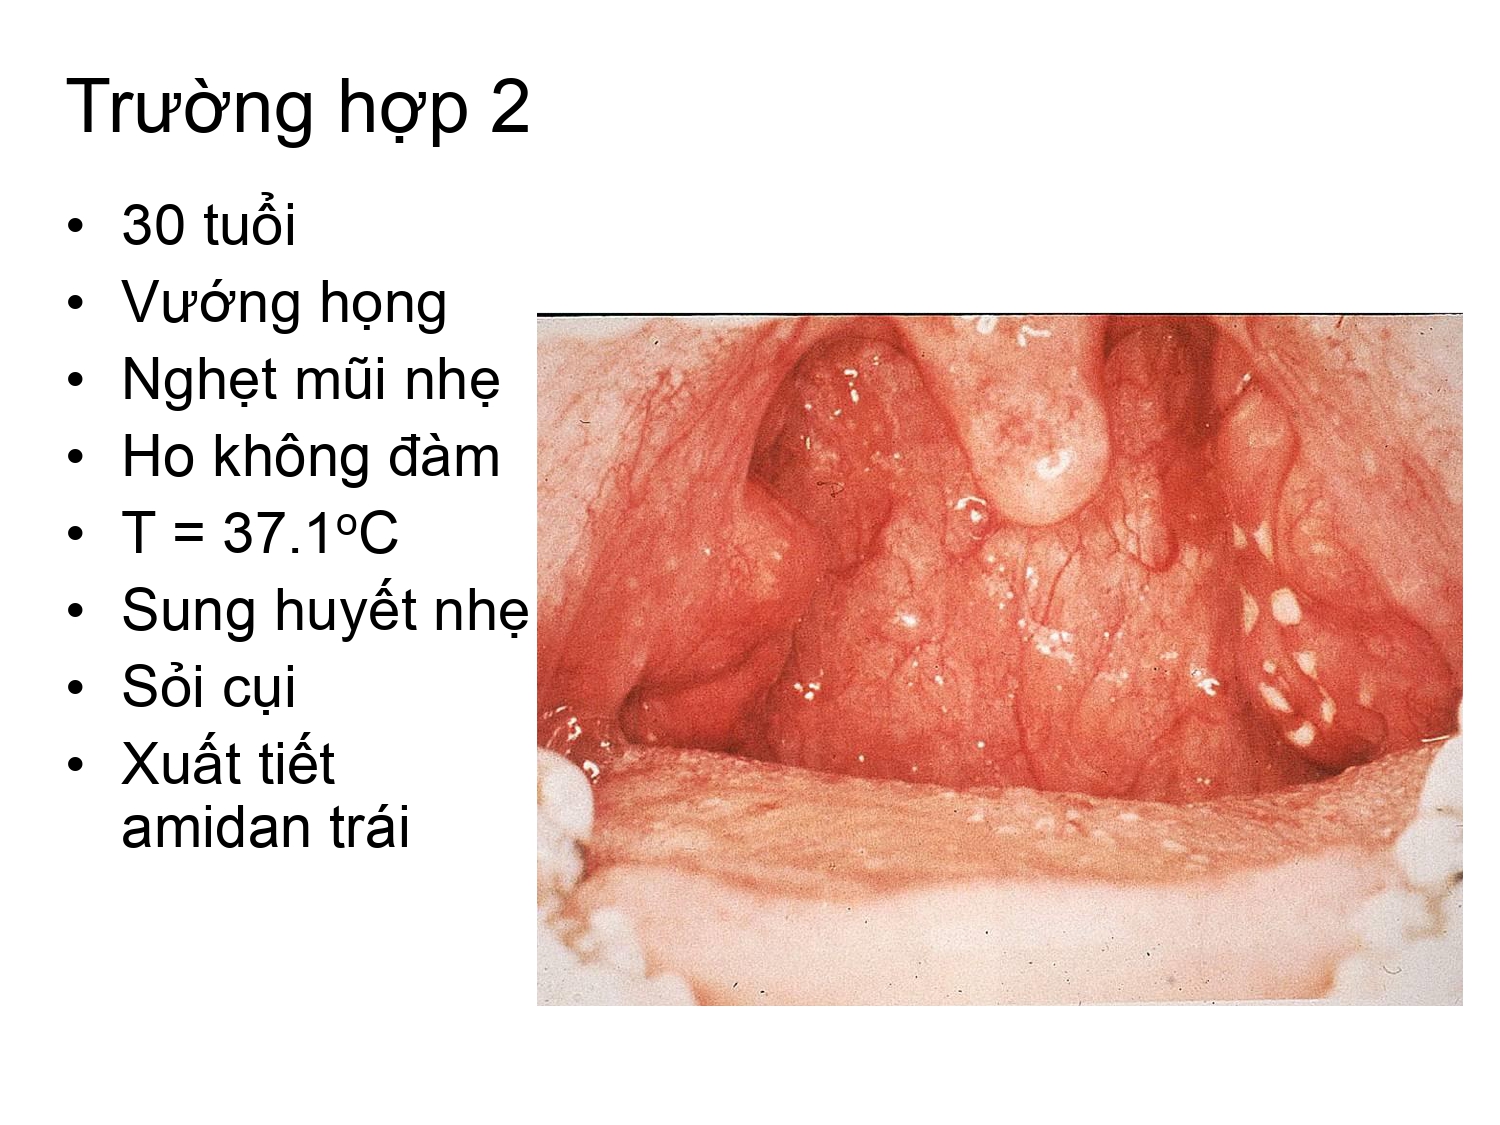 Trường hợp 2
• 30 tuổi
• Vướng họng
• Nghẹt mũi nhẹ
• Ho không đàm
• T = 37.1ºC
• Sung huyết nhẹ
• Sỏi cụi
• Xuất tiết
amidan trái